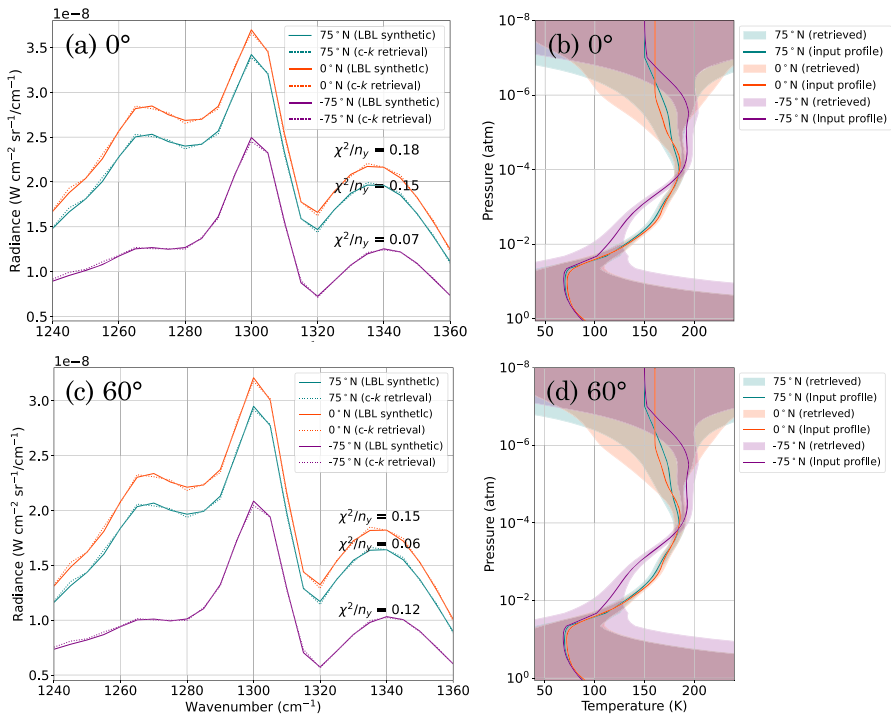 1e−8
(a) 0°
75°N (LBL synthetic)
75°N (c-k retrieval)
0°N (LBL synthetic)
0°N (c-k retrieval)
-75°N (LBL synthetic)
-75°N (c-k retrieval)
χ²/nᵧ = 0.18
χ²/nᵧ = 0.15
χ²/nᵧ = 0.07
Radiance (W cm⁻² sr⁻¹/cm⁻¹)
3.5
3.0
2.5
2.0
1.5
1.0
0.5
1240 1260 1280 1300 1320 1340 1360
(b) 0°
75°N (retrieved)
75°N (input profile)
0°N (retrieved)
0°N (input profile)
-75°N (retrieved)
-75°N (Input proflle)
Pressure (atm)
10⁻⁸
10⁻⁶
10⁻⁴
10⁻²
10⁰
50 100 150 200
1e−8
(c) 60°
75°N (LBL synthetic)
75°N (c-k retrieval)
0°N (LBL synthetlc)
0°N (c-k retrieval)
-75°N (LBL synthetic)
-75°N (c-k retrieval)
χ²/nᵧ = 0.15
χ²/nᵧ = 0.06
χ²/nᵧ = 0.12
Radiance (W cm⁻² sr⁻¹/cm⁻¹)
3.0
2.5
2.0
1.5
1.0
0.5
1240 1260 1280 1300 1320 1340 1360
Wavenumber (cm⁻¹)
(d) 60°
75°N (retrleved)
75°N (Input proflle)
0°N (retrleved)
0°N (Input proflle)
-75°N (retrieved)
-75°N (Input proflle)
Pressure (atm)
10⁻⁸
10⁻⁶
10⁻⁴
10⁻²
10⁰
50 100 150 200
Temperature (K)